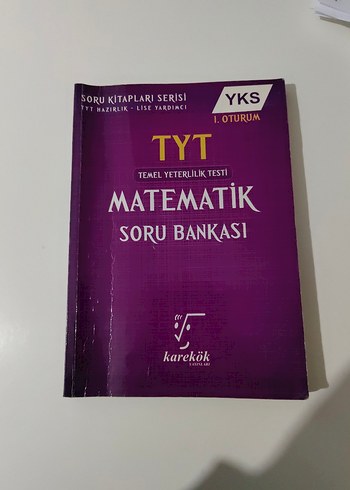 SORU KİTAPLARI SERİSİ
TYT HAZIRLIK - LİSE YARDIMCI
YKS
1. OTURUM
TYT
TEMEL YETERLİLİK TESTİ
MATEMATİK
SORU BANKASI
karekök
YAYINLARI